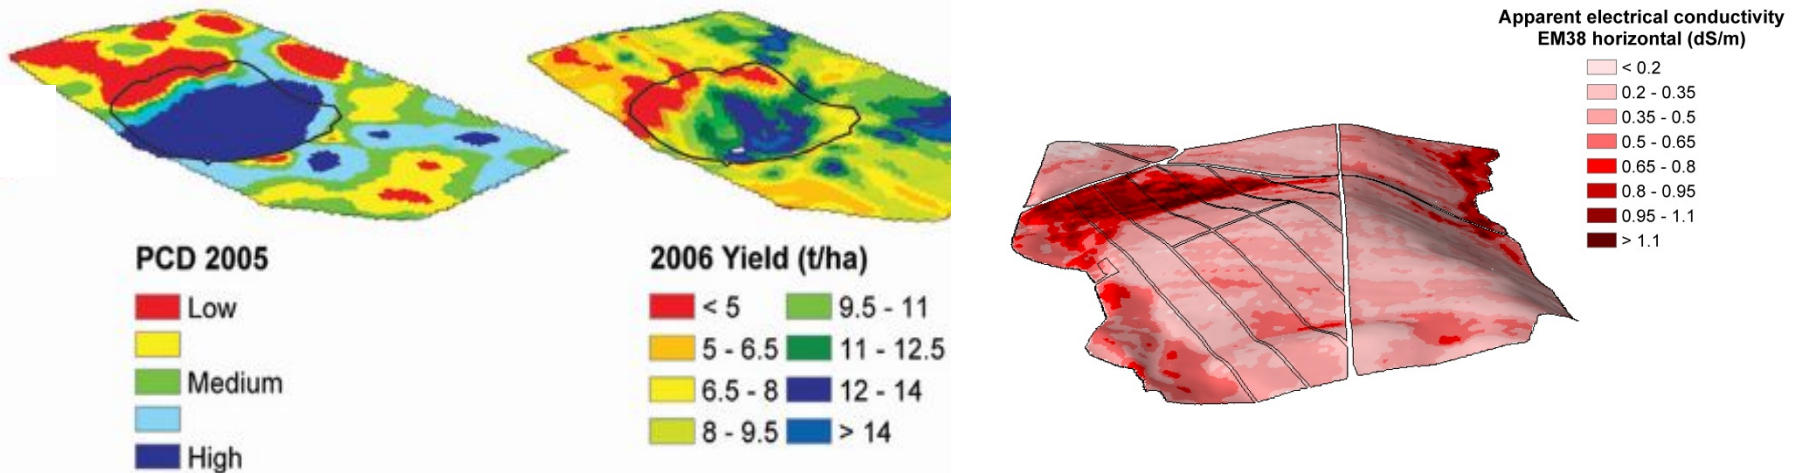 PCD 2005
Low
Medium
High
2006 Yield (t/ha)
< 5
5 - 6.5
6.5 - 8
8 - 9.5
9.5 - 11
11 - 12.5
12 - 14
> 14
Apparent electrical conductivity
EM38 horizontal (dS/m)
< 0.2
0.2 - 0.35
0.35 - 0.5
0.5 - 0.65
0.65 - 0.8
0.8 - 0.95
0.95 - 1.1
> 1.1